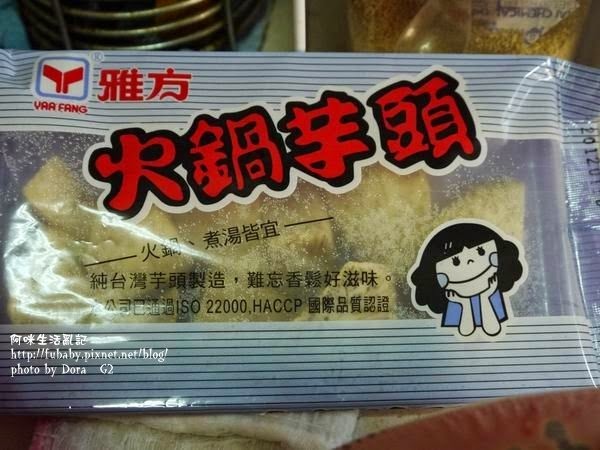 雅方
®
YAA FANG
火鍋芋頭
火鍋、煮湯皆宜
純台灣芋頭製造，難忘香鬆好滋味。
公司已通過ISO 22000,HACCP 國際品質認證
阿咪生活亂記
http://fubaby.pixnet.net/blog/
photo by Dora G2